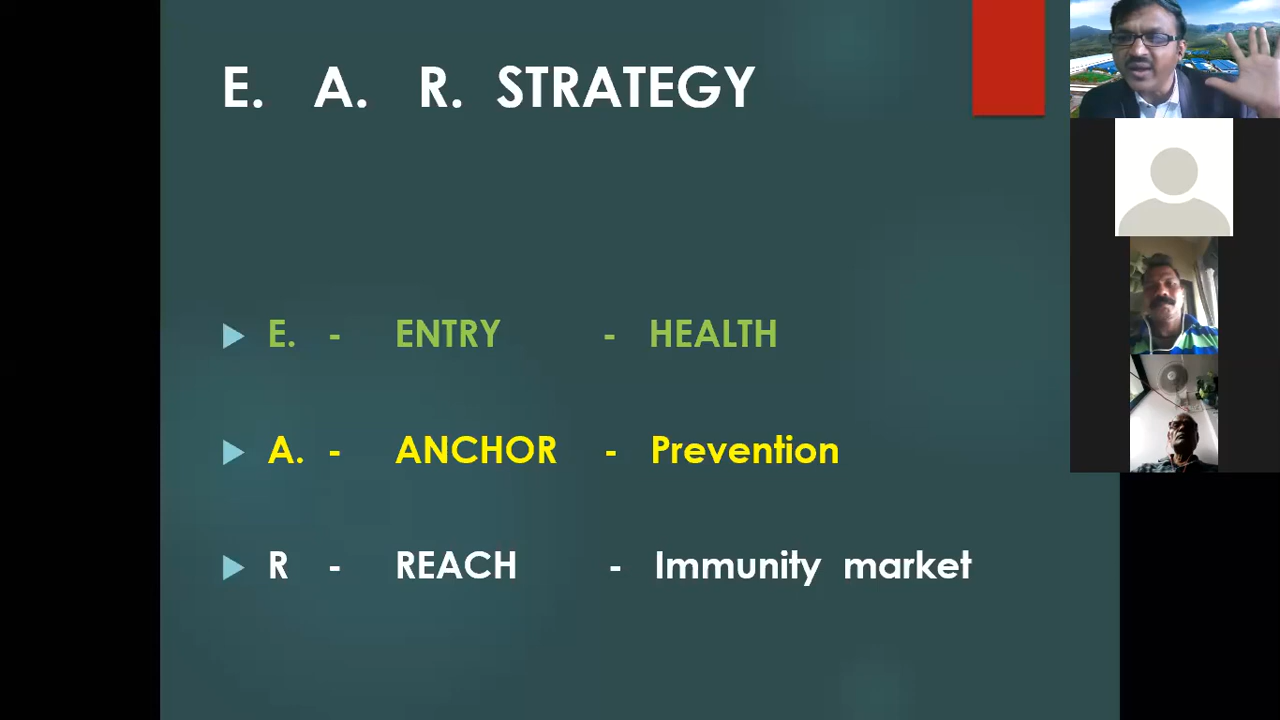 E. A. R. STRATEGY
E. - ENTRY - HEALTH
A. - ANCHOR - Prevention
R - REACH - Immunity market